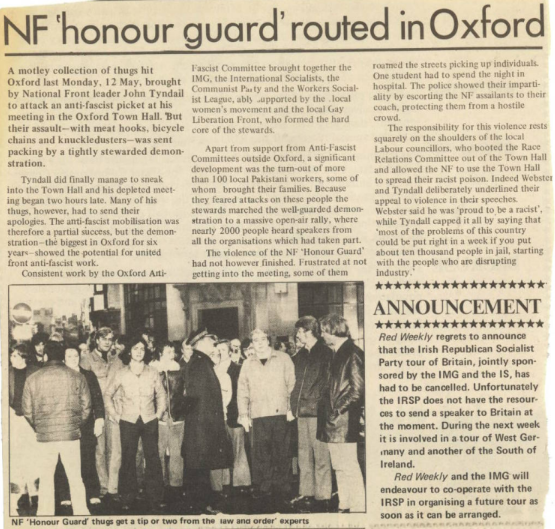 NF 'honour guard' routed in Oxford
A motley collection of thugs hit
Oxford last Monday, 12 May, brought
by National Front leader John Tyndall
to attack an anti-fascist picket at his
meeting in the Oxford Town Hall. But
their assault—with meat hooks, bicycle
chains and knuckledusters—was sent
packing by a tightly stewarded demon-
stration.
Tyndall did finally manage to sneak
into the Town Hall and his depleted meet-
ing began two hours late. Many of his
thugs, however, had to send their
apologies. The anti-fascist mobilisation was
therefore a partial success, but the demon-
stration—the biggest in Oxford for six
years—showed the potential for united
front anti-fascist work.
Consistent work by the Oxford Anti-
Fascist Committee brought together the
IMG, the International Socialists, the
Communist Party and the Workers Social-
ist League, ably supported by the local
women's movement and the local Gay
Liberation Front, who formed the hard
core of the stewards.
Apart from support from Anti-Fascist
Committees outside Oxford, a significant
development was the turn-out of more
than 100 local Pakistani workers, some of
whom brought their families. Because
they feared attacks on these people the
stewards marched the well-guarded demon-
stration to a massive open-air rally, where
nearly 2000 people heard speakers from
all the organisations which had taken part.
The violence of the NF 'Honour Guard'
had not however finished. Frustrated at not
getting into the meeting, some of them
roamed the streets picking up individuals.
One student had to spend the night in
hospital. The police showed their imparti-
ality by escorting the NF assailants to their
coach, protecting them from a hostile
crowd.
The responsibility for this violence rests
squarely on the shoulders of the local
Labour councillors, who booted the Race
Relations Committee out of the Town Hall
and allowed the NF to use the Town Hall
to spread their racist poison. Indeed Webster
and Tyndall deliberately underlined their
appeal to violence in their speeches.
Webster said he was 'proud to be a racist',
while Tyndall capped it all by saying that
'most of the problems of this country
could be put right in a week if you put
about ten thousand people in jail, starting
with the people who are disrupting
industry.'
ANNOUNCEMENT
Red Weekly regrets to announce
that the Irish Republican Socialist
Party tour of Britain, jointly spon-
sored by the IMG and the IS, has
had to be cancelled. Unfortunately
the IRSP does not have the resour-
ces to send a speaker to Britain at
the moment. During the next week
it is involved in a tour of West Ger-
many and another of the South of
Ireland.
Red Weekly and the IMG will
endeavour to co-operate with the
IRSP in organising a future tour as
soon as it can be arranged.
NF 'Honour Guard' thugs get a tip or two from the law and order' experts